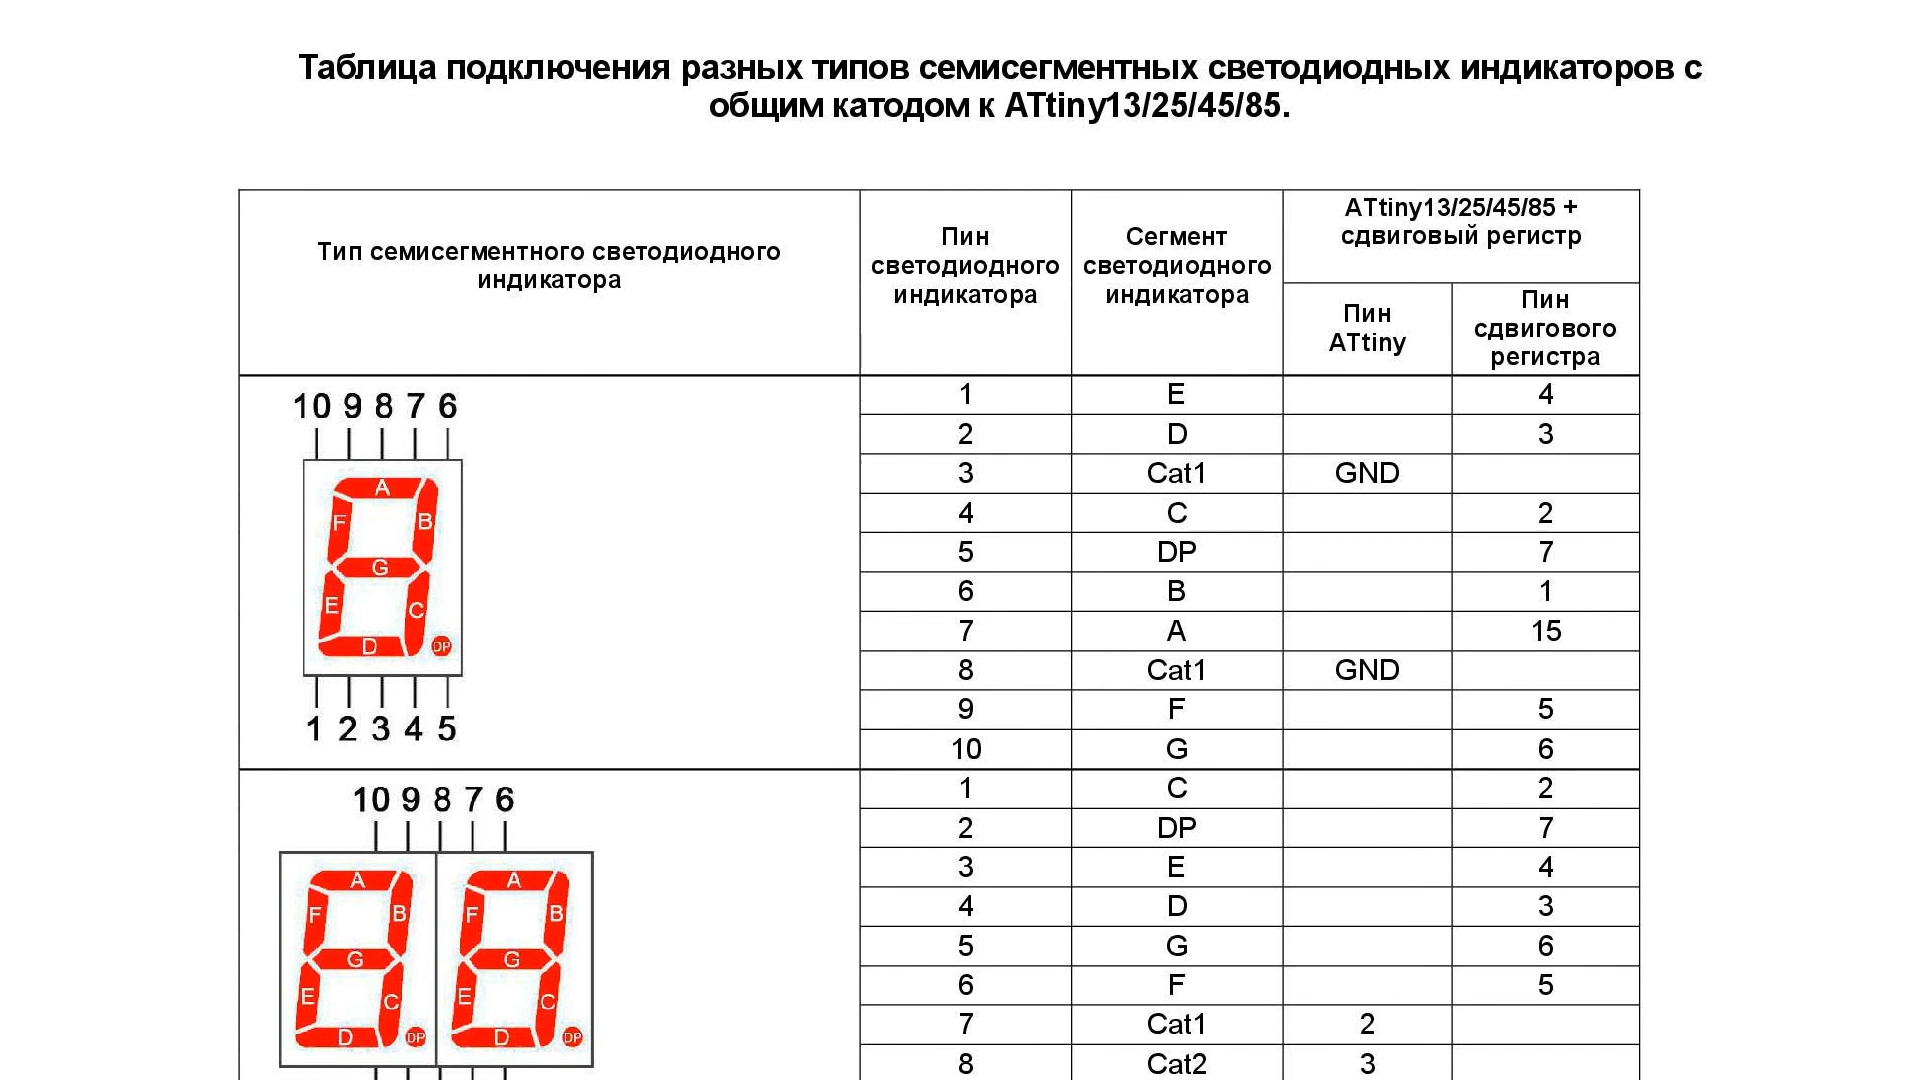 Таблица подключения разных типов семисегментных светодиодных индикаторов с
общим катодом к ATtiny13/25/45/85.
Тип семисегментного светодиодного
индикатора
Пин
светодиодного
индикатора
Сегмент
светодиодного
индикатора
ATtiny13/25/45/85 +
сдвиговый регистр
Пин
ATtiny
Пин
сдвигового
регистра
10 9 8 7 6
A
F B
G
E C
D DP
1 2 3 4 5
1 E 4
2 D 3
3 Cat1 GND
4 C 2
5 DP 7
6 B 1
7 A 15
8 Cat1 GND
9 F 5
10 G 6
10 9 8 7 6
A A
F B F B
G G
E C E C
D DP D DP
1 C 2
2 DP 7
3 E 4
4 D 3
5 G 6
6 F 5
7 Cat1 2
8 Cat2 3